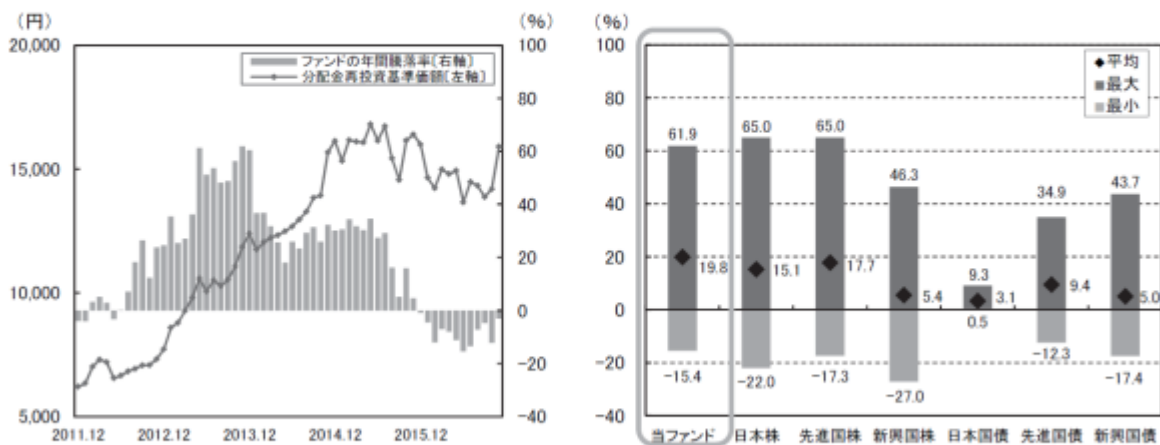 (円)
(%)
20,000
15,000
10,000
5,000
100
80
60
40
20
0
-20
-40
ファンドの年間騰落率[右軸]
分配金再投資基準価額[左軸]
2011.12 2012.12 2013.12 2014.12 2015.12
(%)
100
80
60
40
20
0
-20
-40
◆平均
■最大
■最小
61.9 65.0 65.0 46.3 9.3 34.9 43.7
19.8 15.1 17.7 5.4 3.1 9.4 5.0
-15.4 -22.0 -17.3 -27.0 0.5 -12.3 -17.4
当ファンド 日本株 先進国株 新興国株 日本国債 先進国債 新興国債